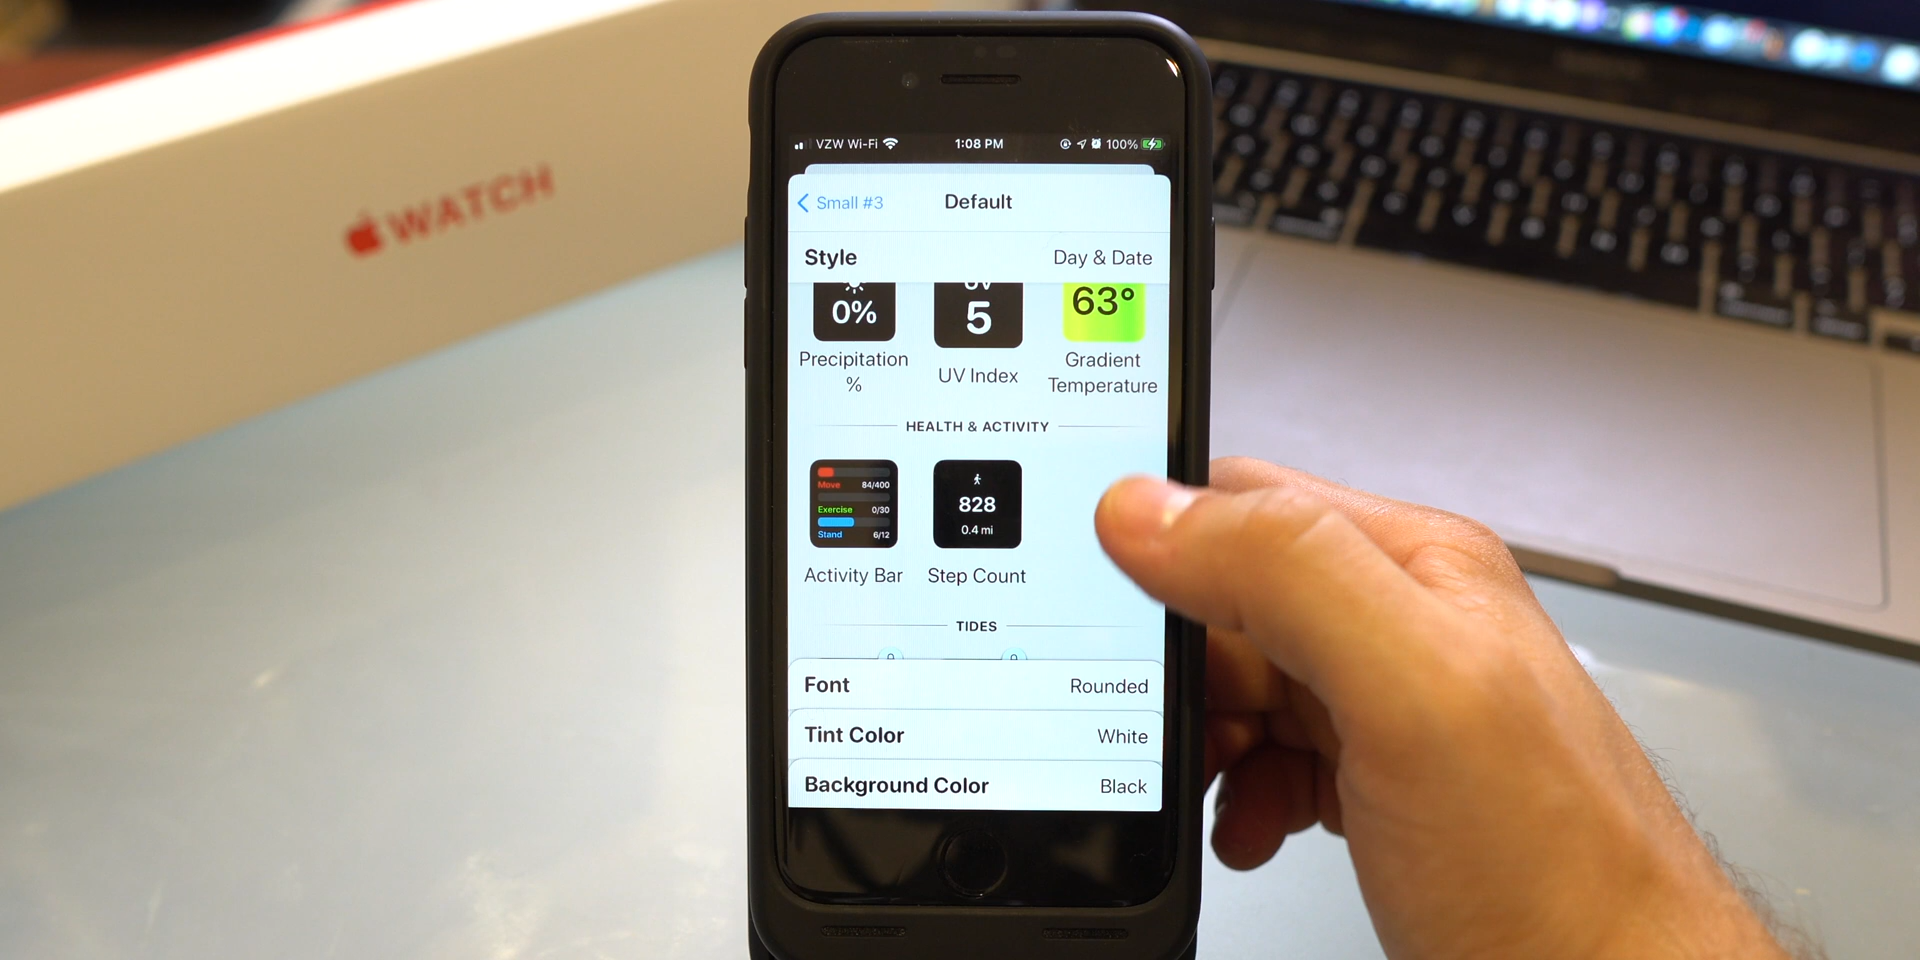 WATCH
VZW Wi-Fi 1:08 PM 100%
Small #3 Default
Style Day & Date
0% UV 5 63°
Precipitation % UV Index Gradient Temperature
HEALTH & ACTIVITY
Move 84/400
Exercise 0/30
Stand 6/12
828
0.4 mi
Activity Bar Step Count
TIDES
Font Rounded
Tint Color White
Background Color Black